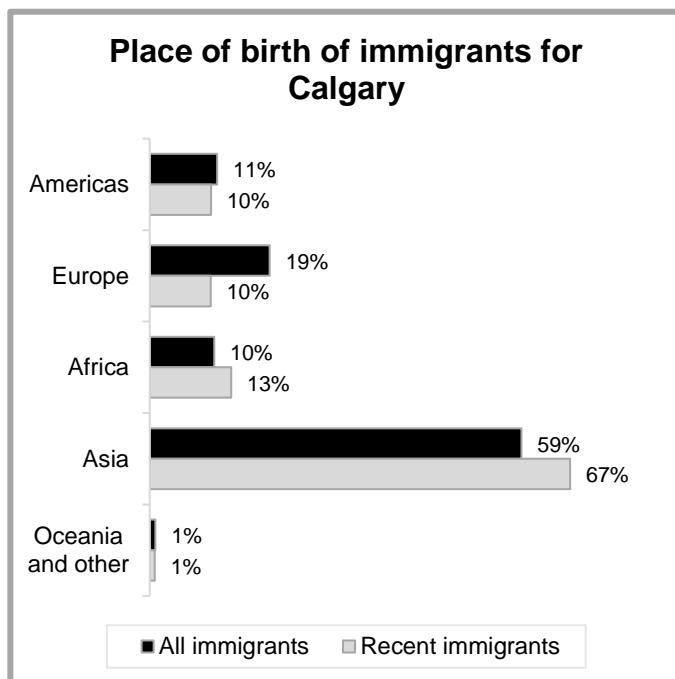 Place of birth of immigrants for
Calgary
Americas
11%
10%
Europe
19%
10%
Africa
10%
13%
Asia
59%
67%
Oceania
and other
1%
1%
All immigrants
Recent immigrants